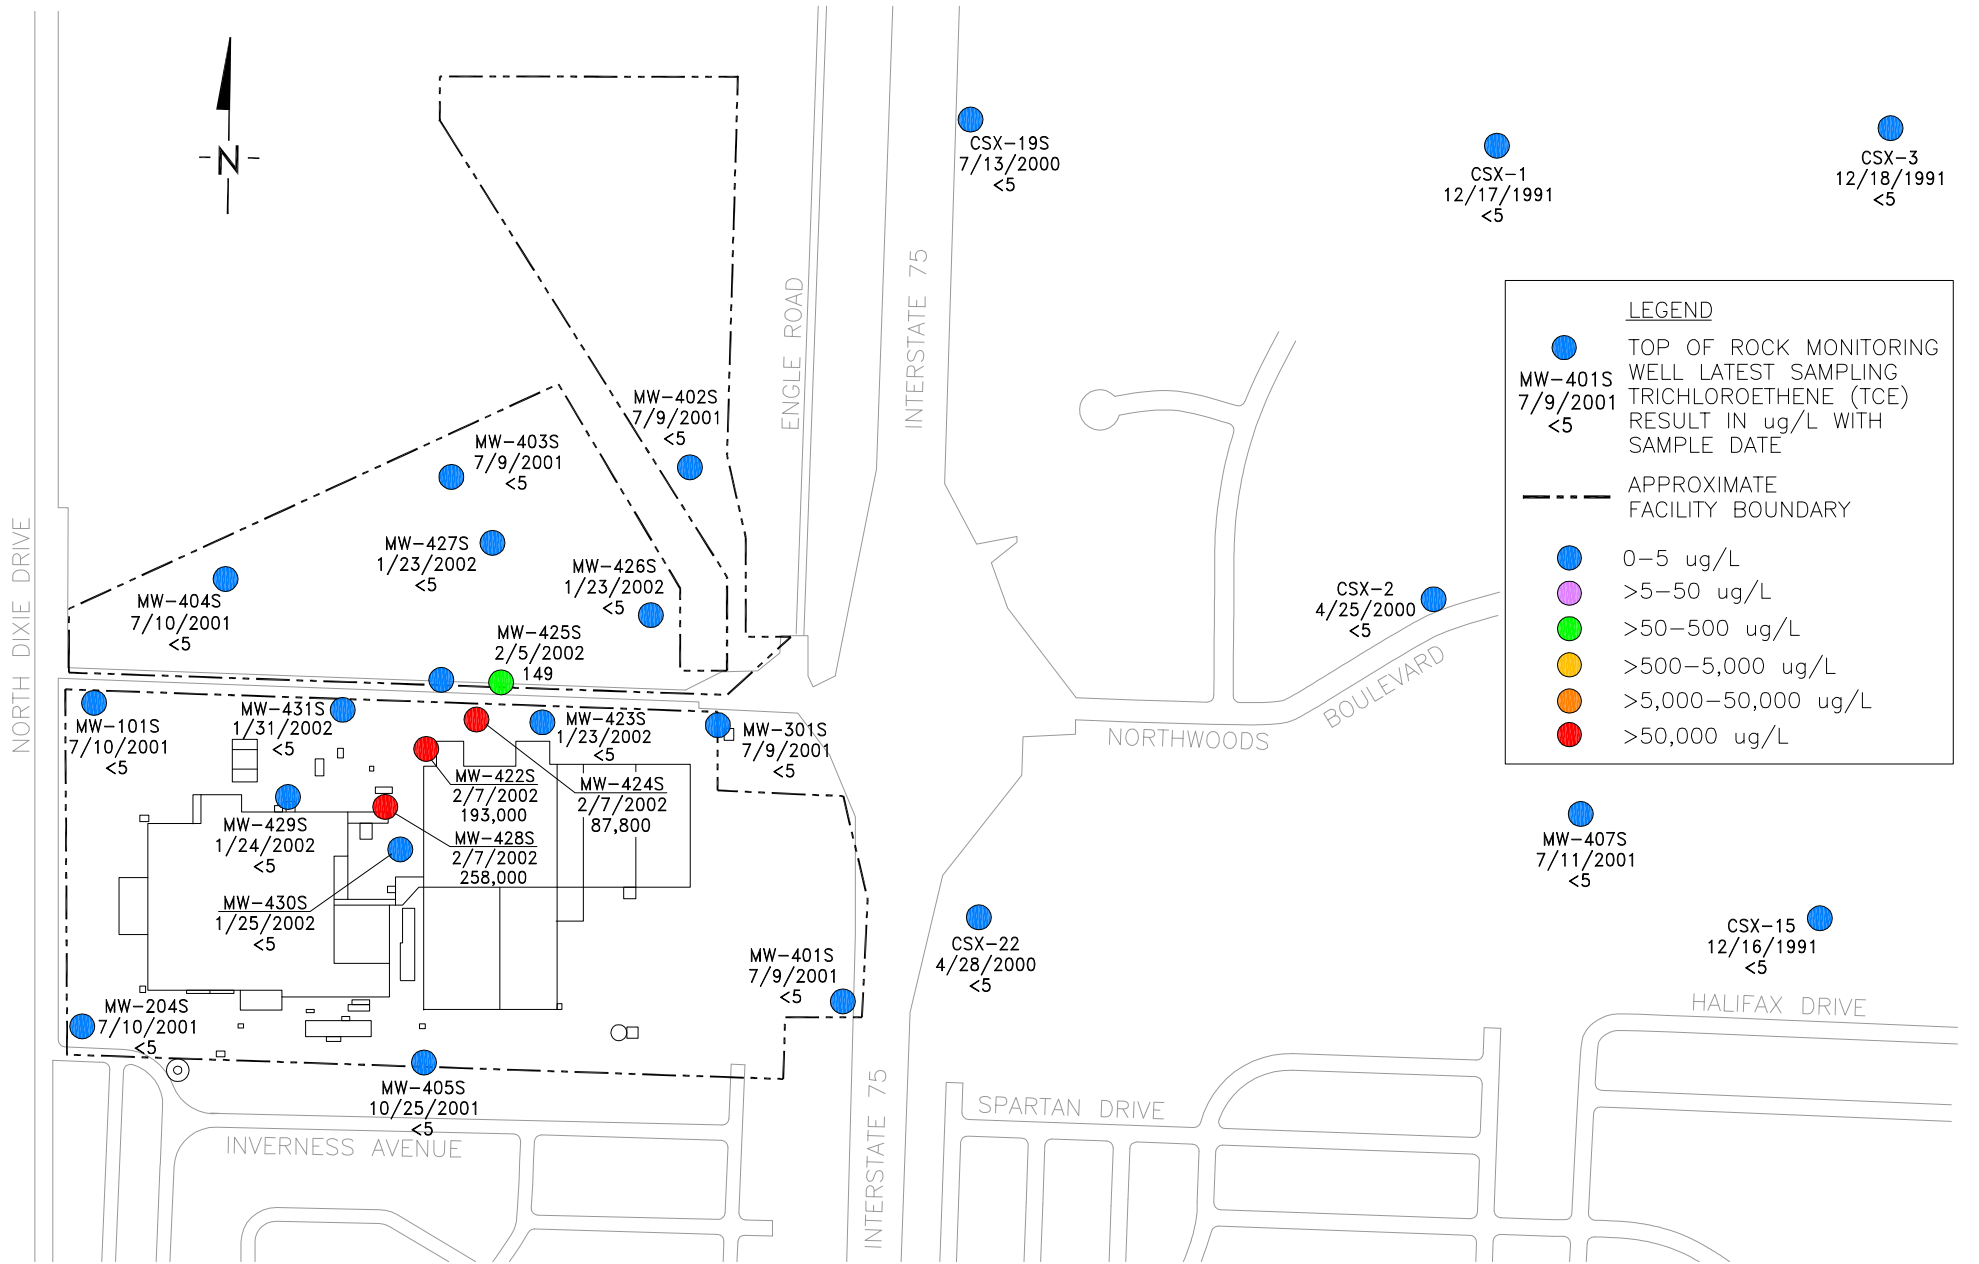 N
CSX-19S
7/13/2000
<5
CSX-1
12/17/1991
<5
CSX-3
12/18/1991
<5
ENGLE ROAD
INTERSTATE 75
LEGEND
TOP OF ROCK MONITORING
WELL LATEST SAMPLING
TRICHLOROETHENE (TCE)
RESULT IN ug/L WITH
SAMPLE DATE
MW-401S
7/9/2001
<5
APPROXIMATE
FACILITY BOUNDARY
0-5 ug/L
>5-50 ug/L
>50-500 ug/L
>500-5,000 ug/L
>5,000-50,000 ug/L
>50,000 ug/L
MW-402S
7/9/2001
<5
MW-403S
7/9/2001
<5
MW-427S
1/23/2002
<5
MW-426S
1/23/2002
<5
MW-404S
7/10/2001
<5
MW-425S
2/5/2002
149
NORTH DIXIE DRIVE
CSX-2
4/25/2000
<5
NORTHWOODS
BOULEVARD
MW-101S
7/10/2001
<5
MW-431S
1/31/2002
<5
MW-423S
1/23/2002
<5
MW-301S
7/9/2001
<5
MW-422S
2/7/2002
193,000
MW-424S
2/7/2002
87,800
MW-428S
2/7/2002
258,000
MW-429S
1/24/2002
<5
MW-430S
1/25/2002
<5
MW-407S
7/11/2001
<5
CSX-15
12/16/1991
<5
CSX-22
4/28/2000
<5
MW-401S
7/9/2001
<5
MW-204S
7/10/2001
<5
MW-405S
10/25/2001
<5
HALIFAX DRIVE
SPARTAN DRIVE
INVERNESS AVENUE
INTERSTATE 75